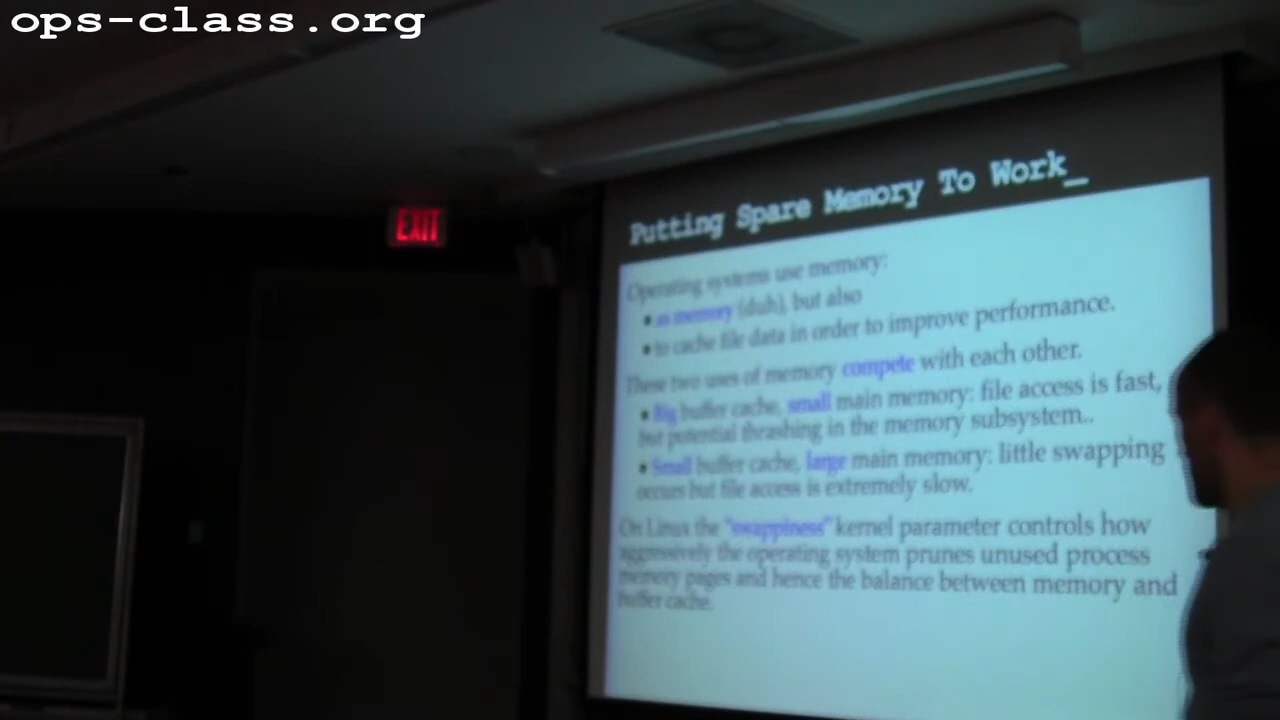 ops-class.org
EXIT
Putting Spare Memory To Work_
Operating systems use memory:
• as memory (duh), but also
• to cache file data in order to improve performance.
These two uses of memory compete with each other.
• Big buffer cache, small main memory: file access is fast,
but potential thrashing in the memory subsystem..
• Small buffer cache, large main memory: little swapping
occurs but file access is extremely slow.
On Linux the "swappiness" kernel parameter controls how
aggressively the operating system prunes unused process
memory pages and hence the balance between memory and
buffer cache.